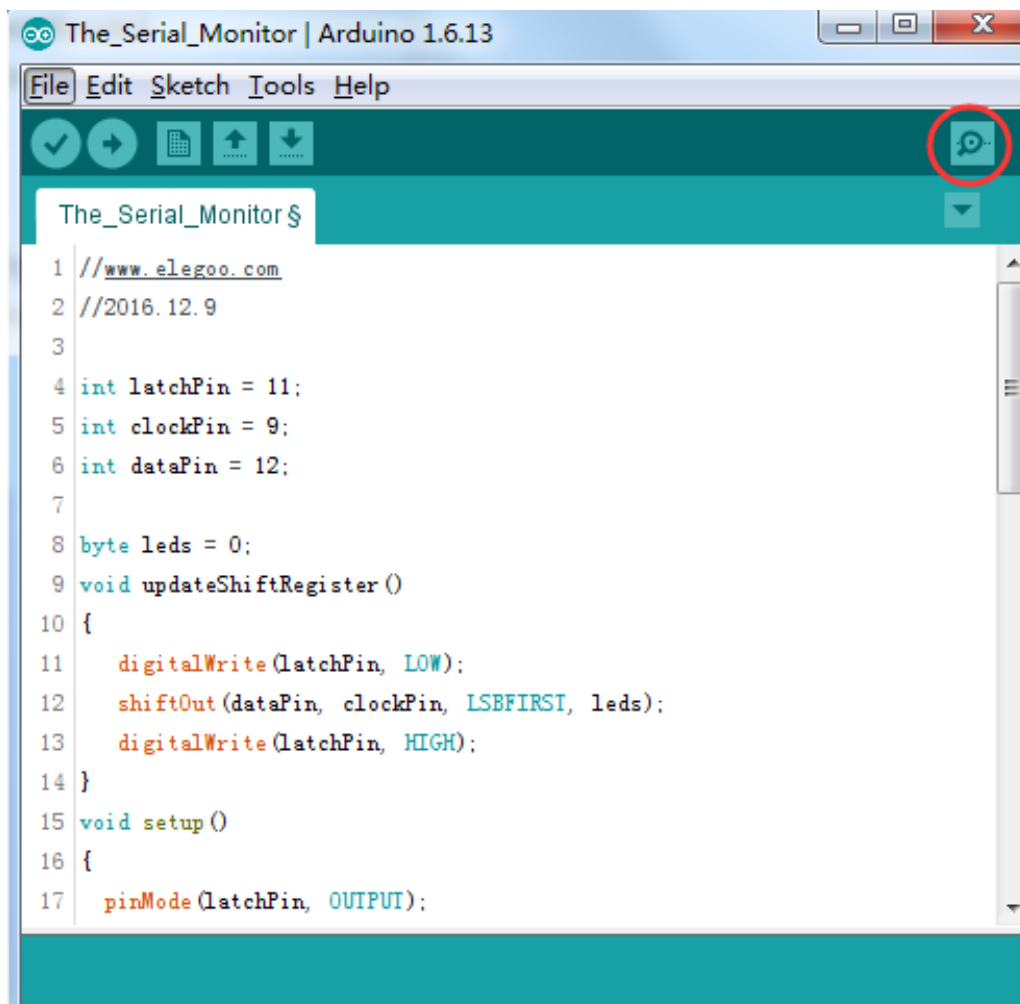 The_Serial_Monitor | Arduino 1.6.13
File Edit Sketch Tools Help
The_Serial_Monitor §
1 //www.elegoo.com
2 //2016.12.9
3
4 int latchPin = 11;
5 int clockPin = 9;
6 int dataPin = 12;
7
8 byte leds = 0;
9 void updateShiftRegister()
10 {
11    digitalWrite(latchPin, LOW);
12    shiftOut(dataPin, clockPin, LSBFIRST, leds);
13    digitalWrite(latchPin, HIGH);
14 }
15 void setup()
16 {
17   pinMode(latchPin, OUTPUT);